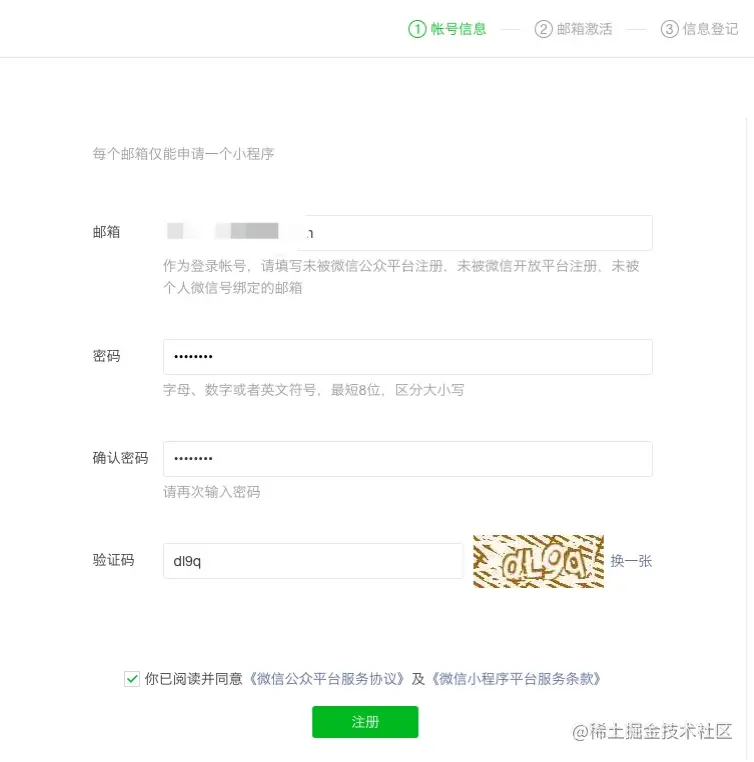 ① 帐号信息 ② 邮箱激活 ③ 信息登记
每个邮箱仅能申请一个小程序
邮箱
作为登录帐号，请填写未被微信公众平台注册，未被微信开放平台注册，未被
个人微信号绑定的邮箱
密码 ••••••••
字母、数字或者英文符号，最短8位，区分大小写
确认密码 ••••••••
请再次输入密码
验证码 dl9q dL9q 换一张
你已阅读并同意《微信公众平台服务协议》及《微信小程序平台服务条款》
注册
@稀土掘金技术社区